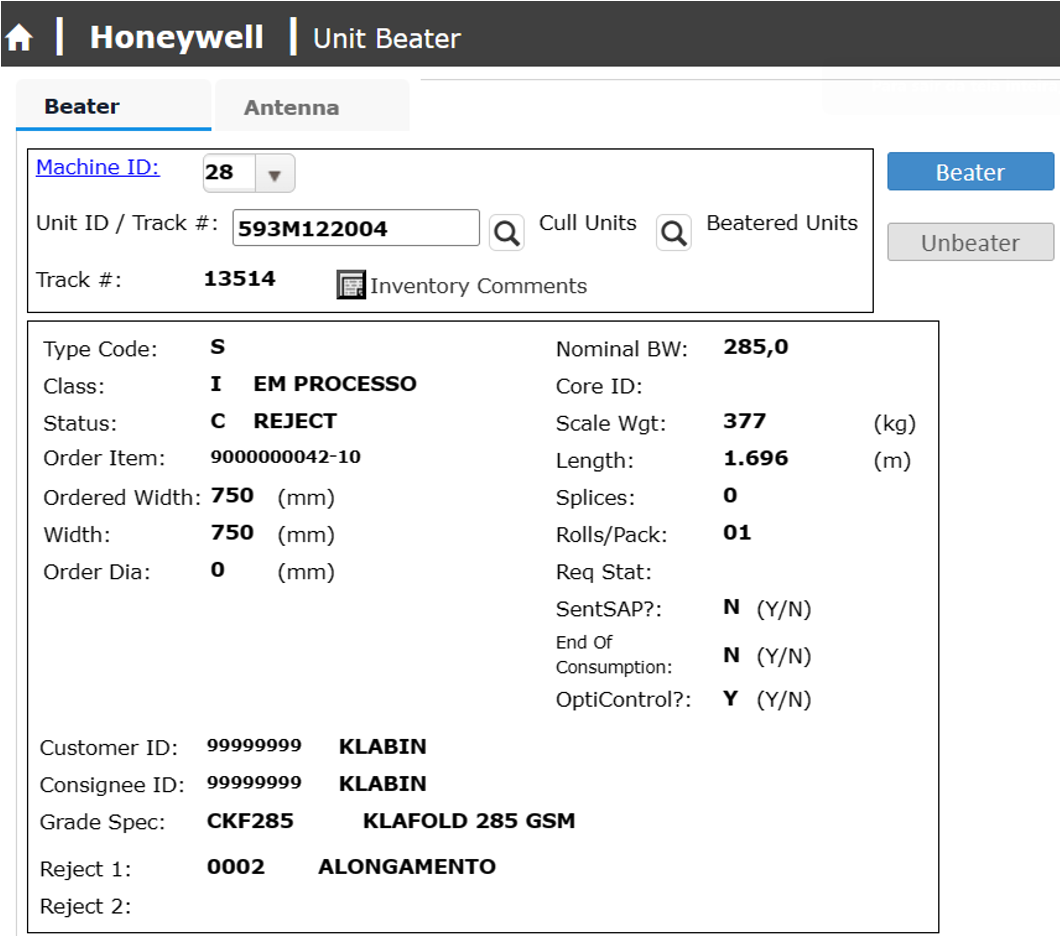 Honeywell Unit Beater
Beater Antenna
Machine ID: 28 Beater
Unit ID / Track #: 593M122004 Cull Units Beatered Units
Unbeater
Track #: 13514 Inventory Comments
Type Code: S Nominal BW: 285,0
Class: I EM PROCESSO Core ID:
Status: C REJECT Scale Wgt: 377 (kg)
Order Item: 9000000042-10 Length: 1.696 (m)
Ordered Width: 750 (mm) Splices: 0
Width: 750 (mm) Rolls/Pack: 01
Order Dia: 0 (mm) Req Stat:
SentSAP?: N (Y/N)
End Of
Consumption: N (Y/N)
OptiControl?: Y (Y/N)
Customer ID: 99999999 KLABIN
Consignee ID: 99999999 KLABIN
Grade Spec: CKF285 KLAFOLD 285 GSM
Reject 1: 0002 ALONGAMENTO
Reject 2: